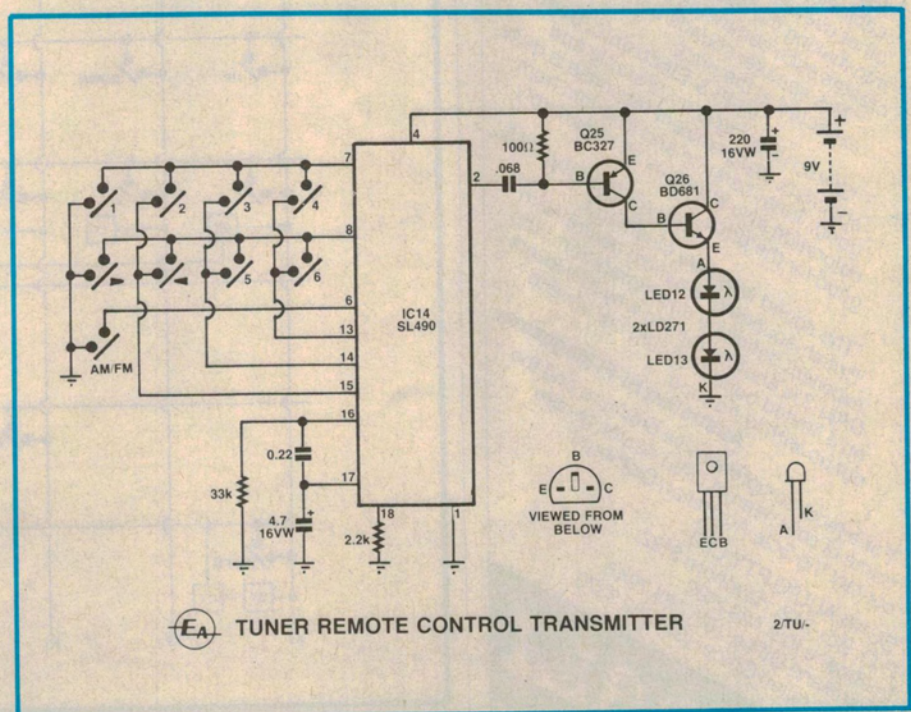 4
7
8
6
13
14
15
16
17
18
1
2
IC14
SL490
1
2
3
4
5
6
AM/FM
33k
0.22
4.7
16VW
2.2k
.068
100Ω
Q25
BC327
B
E
C
Q26
BD681
B
C
E
220
16VW
+
−
9V
+
−
+
A
LED12
λ
2xLD271
LED13
λ
K
B
E
C
VIEWED FROM
BELOW
ECB
A
K
EA
TUNER REMOTE CONTROL TRANSMITTER
2/TU/-